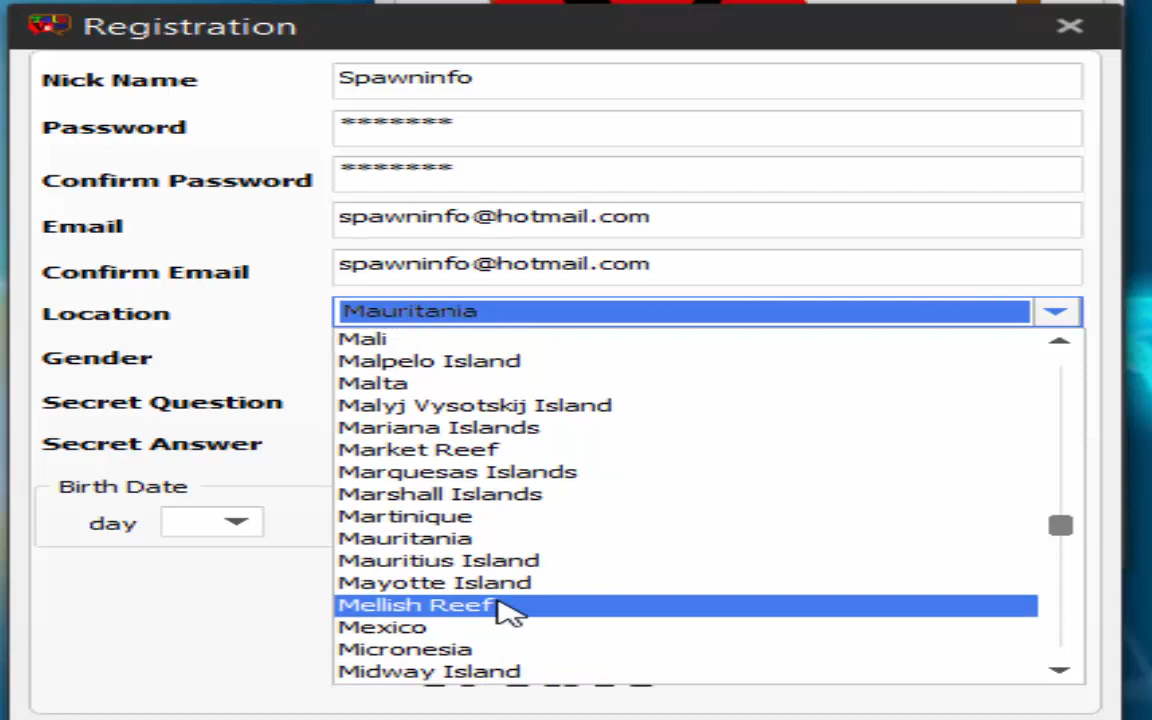 Registration
Nick Name
Spawninfo
Password
*******
Confirm Password
*******
Email
spawninfo@hotmail.com
Confirm Email
spawninfo@hotmail.com
Location
Mauritania
Mali
Malpelo Island
Malta
Malyj Vysotskij Island
Mariana Islands
Market Reef
Marquesas Islands
Marshall Islands
Martinique
Mauritania
Mauritius Island
Mayotte Island
Mellish Reef
Mexico
Micronesia
Midway Island
Gender
Secret Question
Secret Answer
Birth Date
day